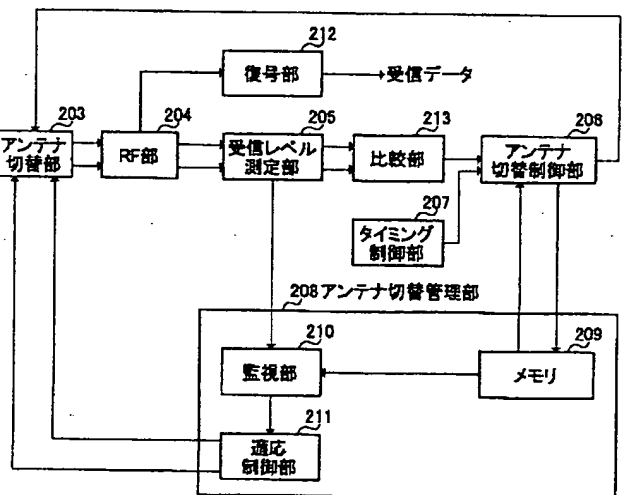 212
復号部
受信データ
203
アンテナ
切替部
204
RF部
205
受信レベル
測定部
213
比較部
206
アンテナ
切替制御部
207
タイミング
制御部
208 アンテナ切替管理部
210
監視部
209
メモリ
211
適応
制御部